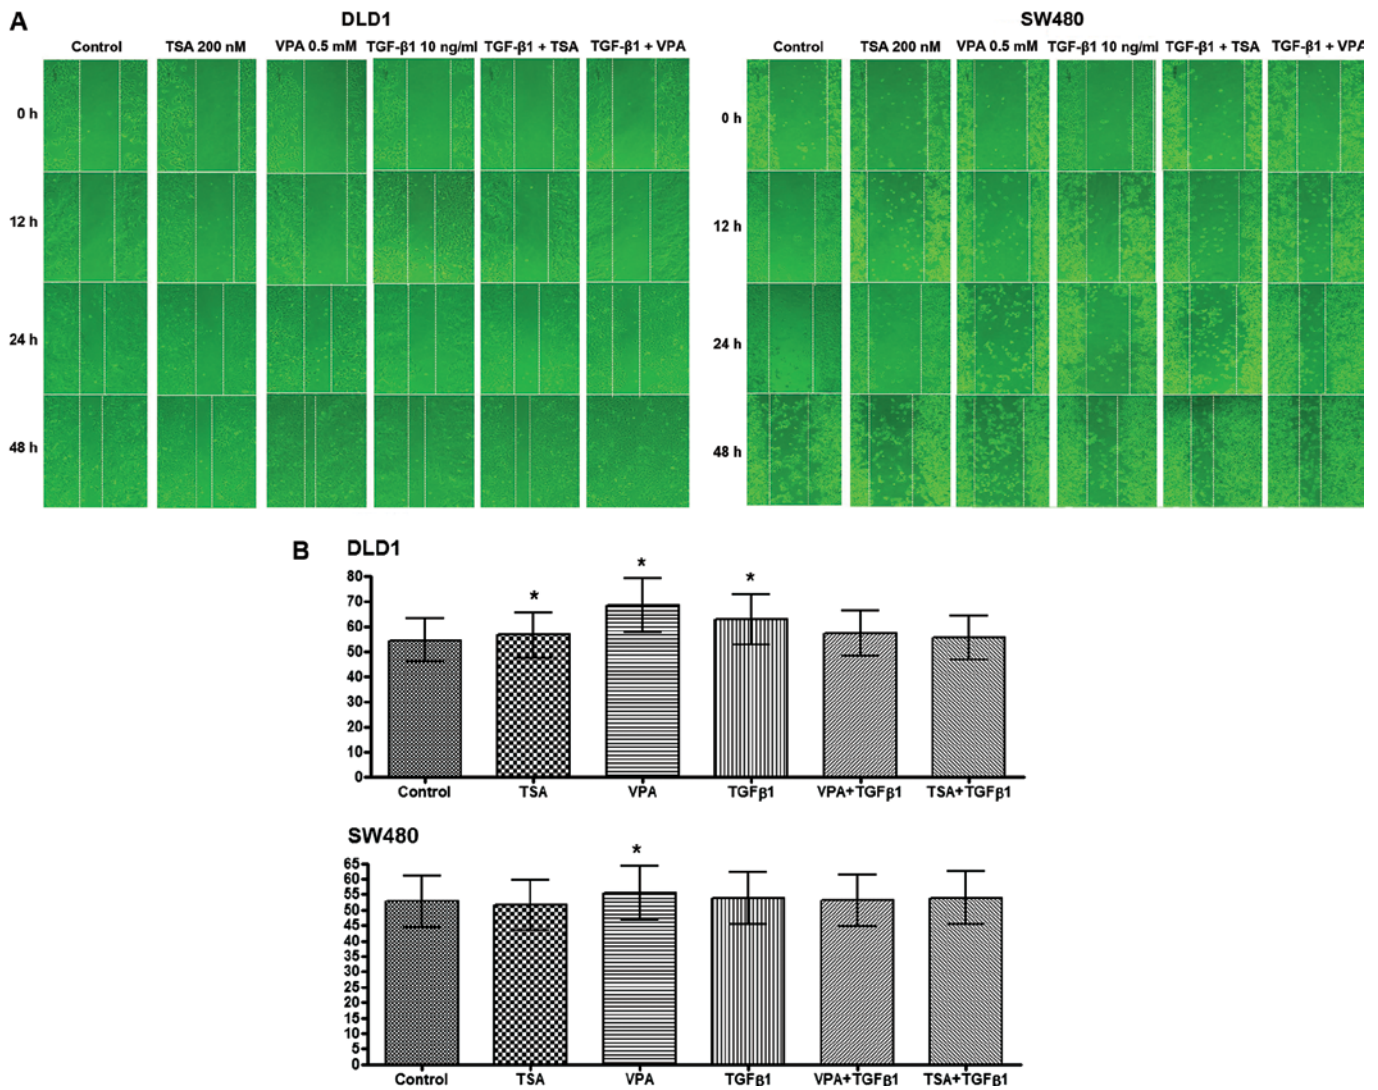 A
DLD1
SW480
Control TSA 200 nM VPA 0.5 mM TGF-β1 10 ng/ml TGF-β1 + TSA TGF-β1 + VPA
Control TSA 200 nM VPA 0.5 mM TGF-β1 10 ng/ml TGF-β1 + TSA TGF-β1 + VPA
0 h
12 h
24 h
48 h
0 h
12 h
24 h
48 h
B
DLD1
80
70
60
50
40
30
20
10
0
* * *
Control TSA VPA TGFβ1 VPA+TGFβ1 TSA+TGFβ1
SW480
65
60
55
50
45
40
35
30
25
20
15
10
5
0
*
Control TSA VPA TGFβ1 VPA+TGFβ1 TSA+TGFβ1